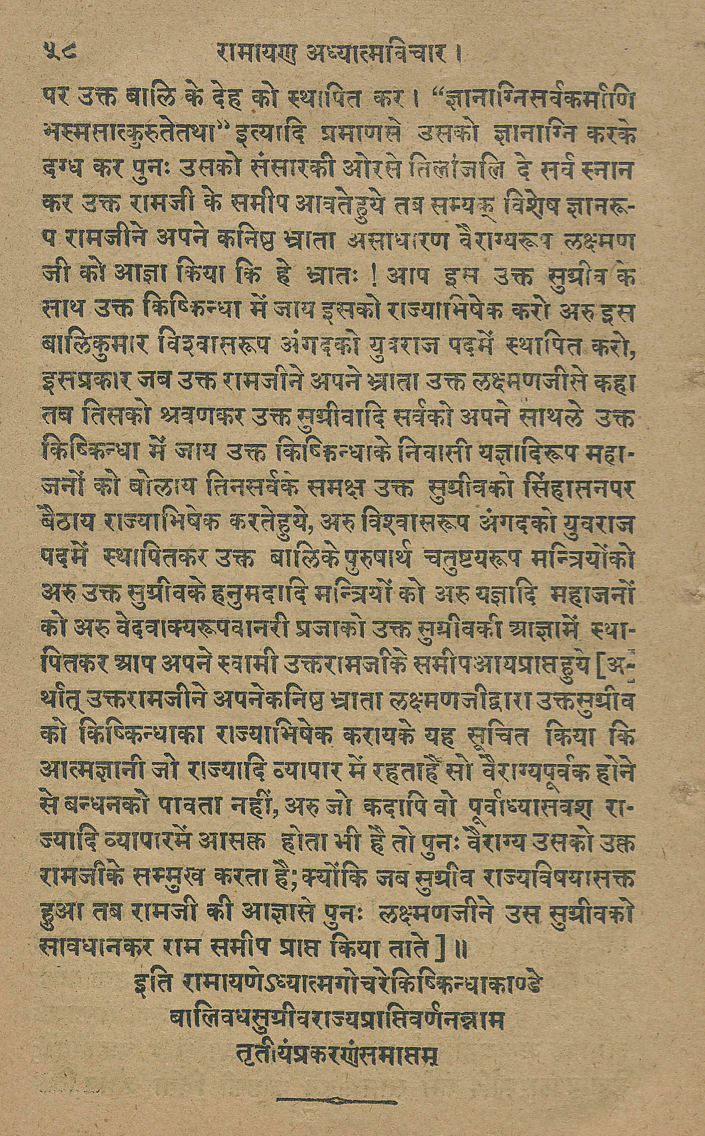 ५८ रामायण अध्यात्मविचार ।
पर उक्त बालि के देह को स्थापित कर । “ज्ञानाग्निसर्वकर्माणि
भस्मसात्कुरुतेतथा” इत्यादि प्रमाणसे उसको ज्ञानाग्नि करके
दग्ध कर पुनः उसको संसारकी ओरसे तिलांजलि दे सर्व स्नान
कर उक्त रामजी के समीप आवतेहुये तब सम्यक् विशेष ज्ञानरू-
प रामजीने अपने कनिष्ठ भ्राता असाधारण वैराग्यरूप लक्ष्मण
जी को आज्ञा किया कि हे भ्रातः ! आप इस उक्त सुग्रीव के
साथ उक्त किष्किन्धा में जाय इसको राज्याभिषेक करो अरु इस
बालिकुमार विश्वासरूप अंगदको युवराज पदमें स्थापित करो,
इसप्रकार जब उक्त रामजीने अपने भ्राता उक्त लक्ष्मणजीसे कहा
तब तिसको श्रवणकर उक्त सुग्रीवादि सर्वको अपने साथले उक्त
किष्किन्धा में जाय उक्त किष्किन्धाके निवासी यज्ञादिरूप महा-
जनों को बोलाय तिनसर्वके समक्ष उक्त सुग्रीवको सिंहासनपर
बैठाय राज्याभिषेक करतेहुये, अरु विश्वासरूप अंगदको युवराज
पदमें स्थापितकर उक्त बालिके पुरुषार्थ चतुष्टयरूप मन्त्रियोंको
अरु उक्त सुग्रीवके हनुमदादि मन्त्रियों को अरु यज्ञादि महाजनों
को अरु वेदवाक्यरूपवानरी प्रजाको उक्त सुग्रीवकी आज्ञामें स्था-
पितकर आप अपने स्वामी उक्तरामजीके समीपआयप्राप्तहुये [अ-
र्थात् उक्तरामजीने अपनेकनिष्ठ भ्राता लक्ष्मणजीद्वारा उक्तसुग्रीव
को किष्किन्धाका राज्याभिषेक करायके यह सूचित किया कि
आत्मज्ञानी जो राज्यादि व्यापार में रहताहै सो वैराग्यपूर्वक होने
से बन्धनको पावता नहीं, अरु जो कदापि वो पूर्वाध्यासवश रा-
ज्यादि व्यापारमें आसक्त होता भी है तो पुनः वैराग्य उसको उक्त
रामजीके सम्मुख करता है; क्योंकि जब सुग्रीव राज्यविषयासक्त
हुआ तब रामजी की आज्ञासे पुनः लक्ष्मणजीने उस सुग्रीवको
सावधानकर राम समीप प्राप्त किया ताते ] ॥
इति रामायणेऽध्यात्मगोचरेकिष्किन्धाकाण्डे
बालिवधसुग्रीवराज्यप्राप्तिवर्णनन्नाम
तृतीयंप्रकरणंसमाप्तम्